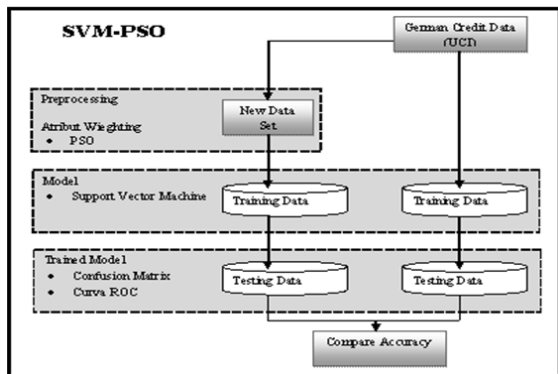 SVM-PSO
German Credit Data
(UCI)
Preprocessing
Atribut Wieghting
• PSO
New Data
Set
Model
• Support Vector Machine
Training Data
Training Data
Trained Model
• Confusion Matrix
• Curva ROC
Testing Data
Testing Data
Compare Accuracy